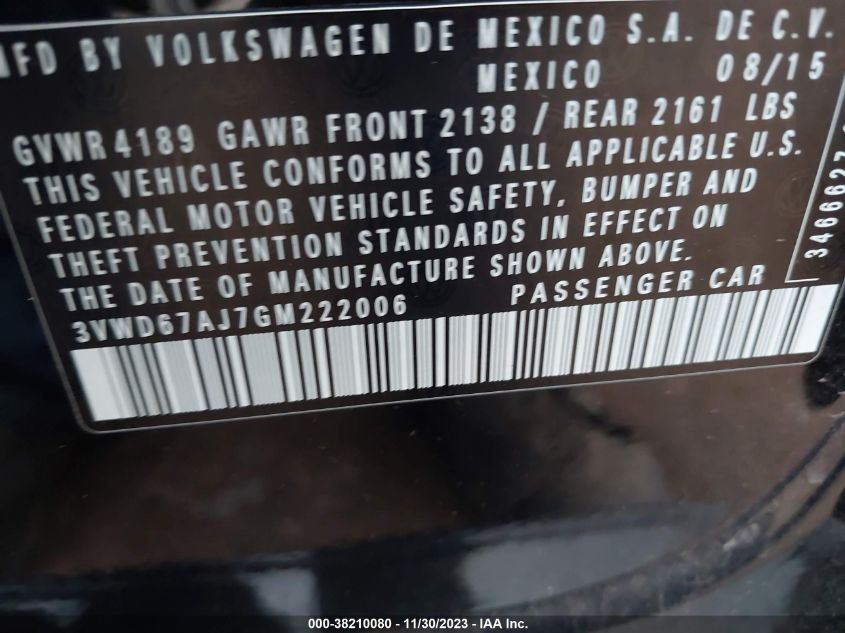 MFD BY VOLKSWAGEN DE MEXICO S.A. DE C.V.
MEXICO 08/15
GVWR 4189 GAWR FRONT 2138 / REAR 2161 LBS
THIS VEHICLE CONFORMS TO ALL APPLICABLE U.S.
FEDERAL MOTOR VEHICLE SAFETY, BUMPER AND
THEFT PREVENTION STANDARDS IN EFFECT ON
THE DATE OF MANUFACTURE SHOWN ABOVE.
3VWD67AJ7GM222006 PASSENGER CAR
3466627
000-38210080 - 11/30/2023 - IAA Inc.